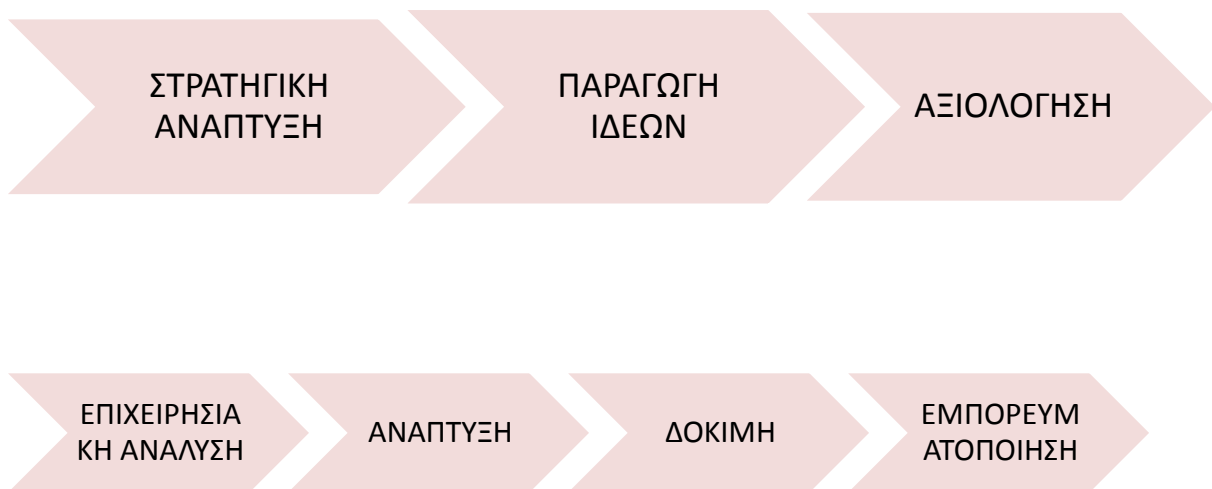 ΣΤΡΑΤΗΓΙΚΗ
ΑΝΑΠΤΥΞΗ
ΠΑΡΑΓΩΓΗ
ΙΔΕΩΝ
ΑΞΙΟΛΟΓΗΣΗ
ΕΠΙΧΕΙΡΗΣΙΑ
ΚΗ ΑΝΑΛΥΣΗ
ΑΝΑΠΤΥΞΗ
ΔΟΚΙΜΗ
ΕΜΠΟΡΕΥΜ
ΑΤΟΠΟΙΗΣΗ